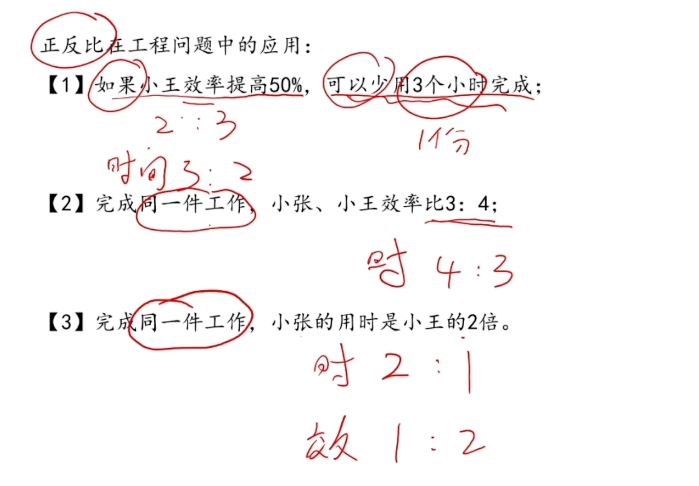 正反比在工程问题中的应用：
【1】如果小王效率提高50%，可以少用3个小时完成；
2：3
1个分
时间 3：2
【2】完成同一件工作，小张、小王效率比3：4；
时 4：3
【3】完成同一件工作，小张的用时是小王的2倍。
时 2：1
效 1：2